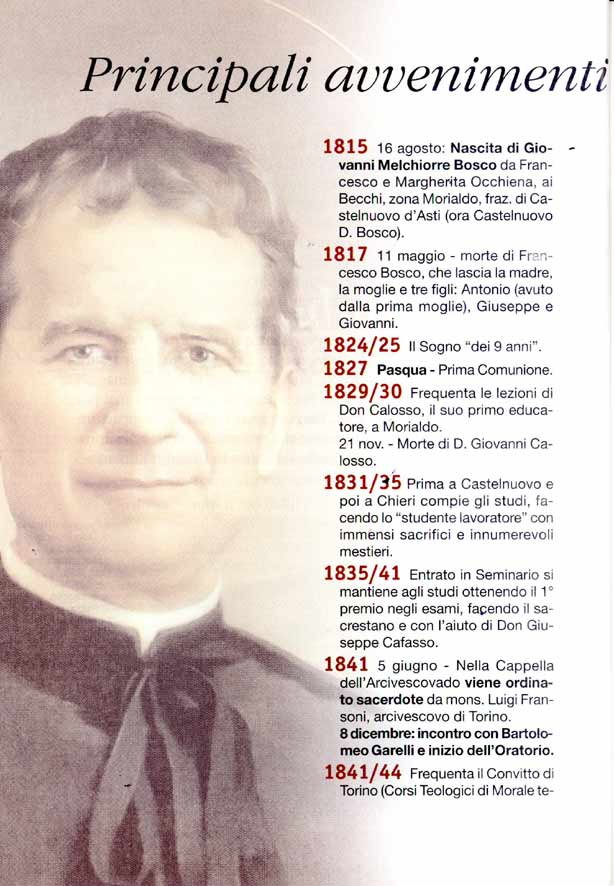 Principali avvenimenti
1815 16 agosto: Nascita di Gio-
vanni Melchiorre Bosco da Fran-
cesco e Margherita Occhiena, ai
Becchi, zona Morialdo, fraz. di Ca-
stelnuovo d'Asti (ora Castelnuovo
D. Bosco).
1817 11 maggio - morte di Fran-
cesco Bosco, che lascia la madre,
la moglie e tre figli: Antonio (avuto
dalla prima moglie), Giuseppe e
Giovanni.
1824/25 Il Sogno “dei 9 anni”.
1827 Pasqua - Prima Comunione.
1829/30 Frequenta le lezioni di
Don Calosso, il suo primo educa-
tore, a Morialdo.
21 nov. - Morte di D. Giovanni Ca-
losso.
1831/35 Prima a Castelnuovo e
poi a Chieri compie gli studi, fa-
cendo lo “studente lavoratore” con
immensi sacrifici e innumerevoli
mestieri.
1835/41 Entrato in Seminario si
mantiene agli studi ottenendo il 1°
premio negli esami, facendo il sa-
crestano e con l'aiuto di Don Giu-
seppe Cafasso.
1841 5 giugno - Nella Cappella
dell'Arcivescovado viene ordina-
to sacerdote da mons. Luigi Fran-
soni, arcivescovo di Torino.
8 dicembre: incontro con Bartolo-
meo Garelli e inizio dell'Oratorio.
1841/44 Frequenta il Convitto di
Torino (Corsi Teologici di Morale te-